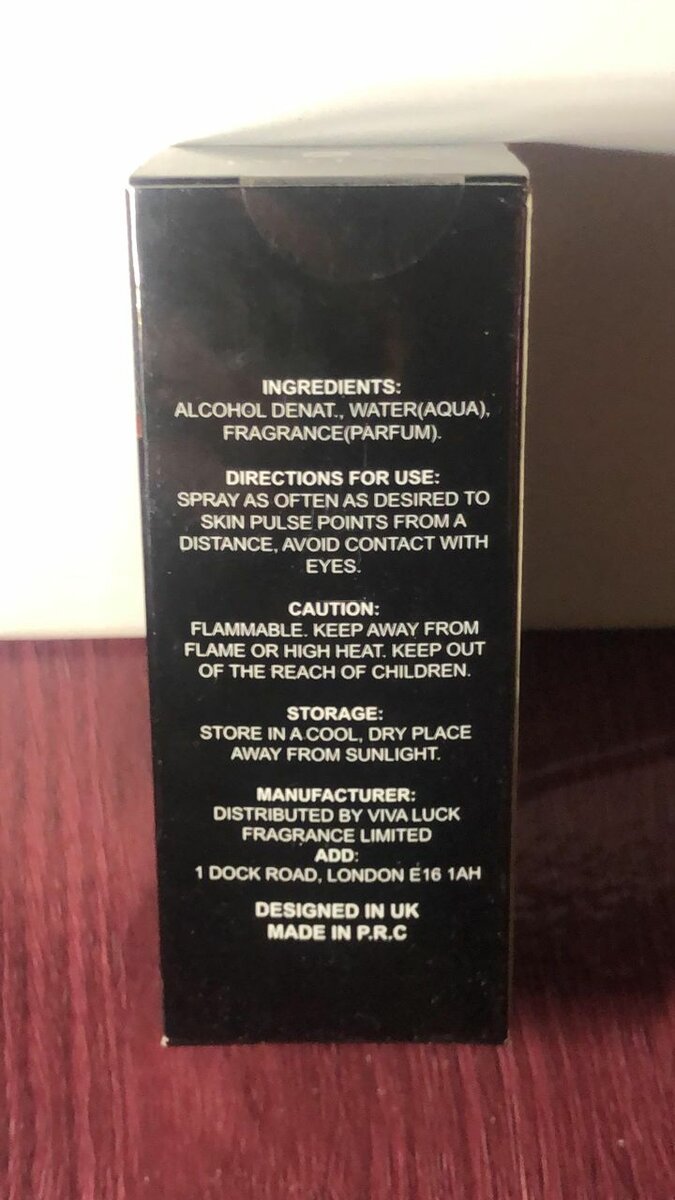 INGREDIENTS:
ALCOHOL DENAT., WATER(AQUA),
FRAGRANCE(PARFUM).
DIRECTIONS FOR USE:
SPRAY AS OFTEN AS DESIRED TO
SKIN PULSE POINTS FROM A
DISTANCE, AVOID CONTACT WITH
EYES.
CAUTION:
FLAMMABLE. KEEP AWAY FROM
FLAME OR HIGH HEAT. KEEP OUT
OF THE REACH OF CHILDREN.
STORAGE:
STORE IN A COOL, DRY PLACE
AWAY FROM SUNLIGHT.
MANUFACTURER:
DISTRIBUTED BY VIVA LUCK
FRAGRANCE LIMITED
ADD:
1 DOCK ROAD, LONDON E16 1AH
DESIGNED IN UK
MADE IN P.R.C